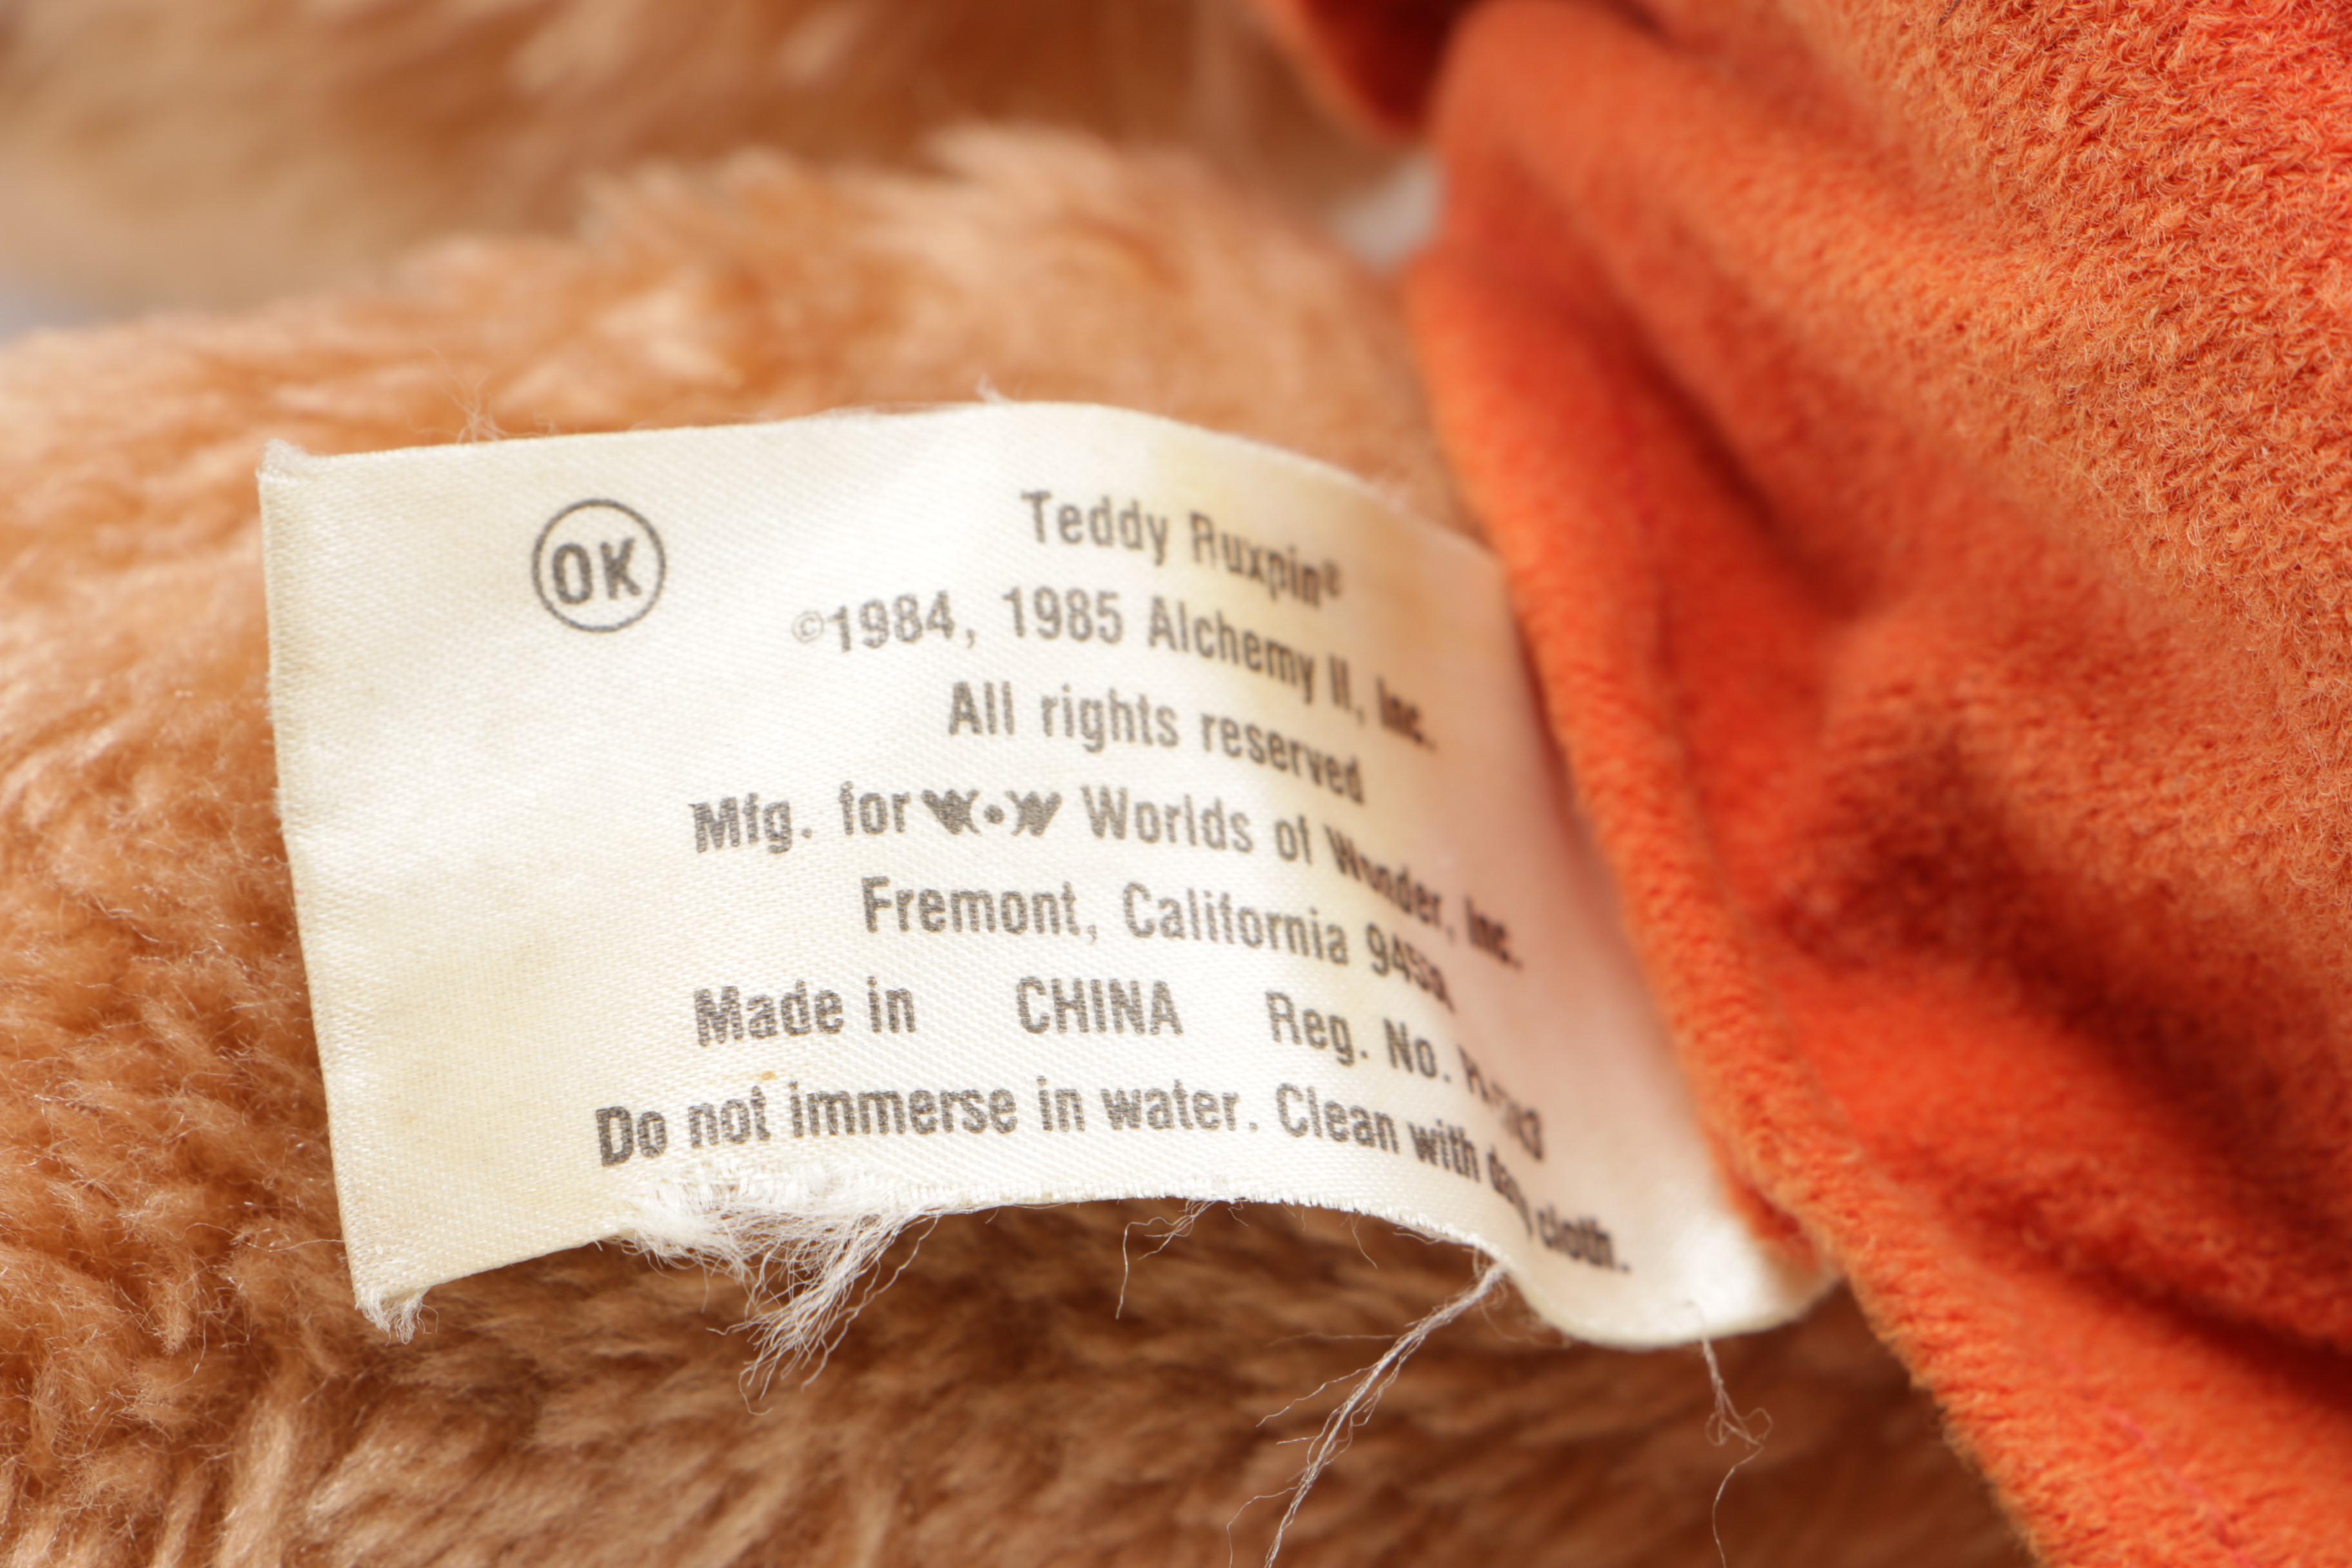 OK
Teddy Ruxpin®
©1984, 1985 Alchemy II, Inc.
All rights reserved
Mfg. for W•W Worlds of Wonder, Inc.
Fremont, California
Made in CHINA Reg. No.
Do not immerse in water. Clean with cloth.